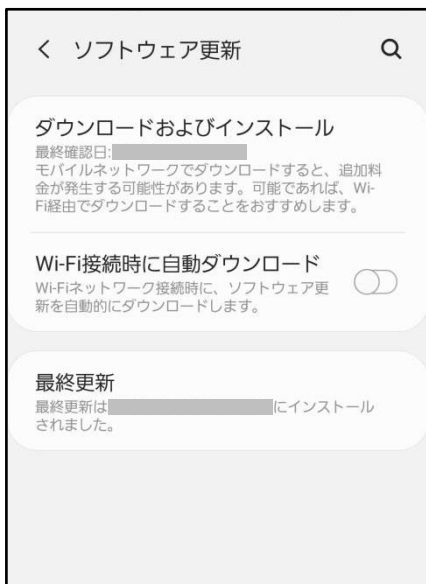 ソフトウェア更新
ダウンロードおよびインストール
最終確認日:
モバイルネットワークでダウンロードすると、追加料
金が発生する可能性があります。可能であれば、Wi-
Fi経由でダウンロードすることをおすすめします。
Wi-Fi接続時に自動ダウンロード
Wi-Fiネットワーク接続時に、ソフトウェア更
新を自動的にダウンロードします。
最終更新
最終更新は にインストール
されました。